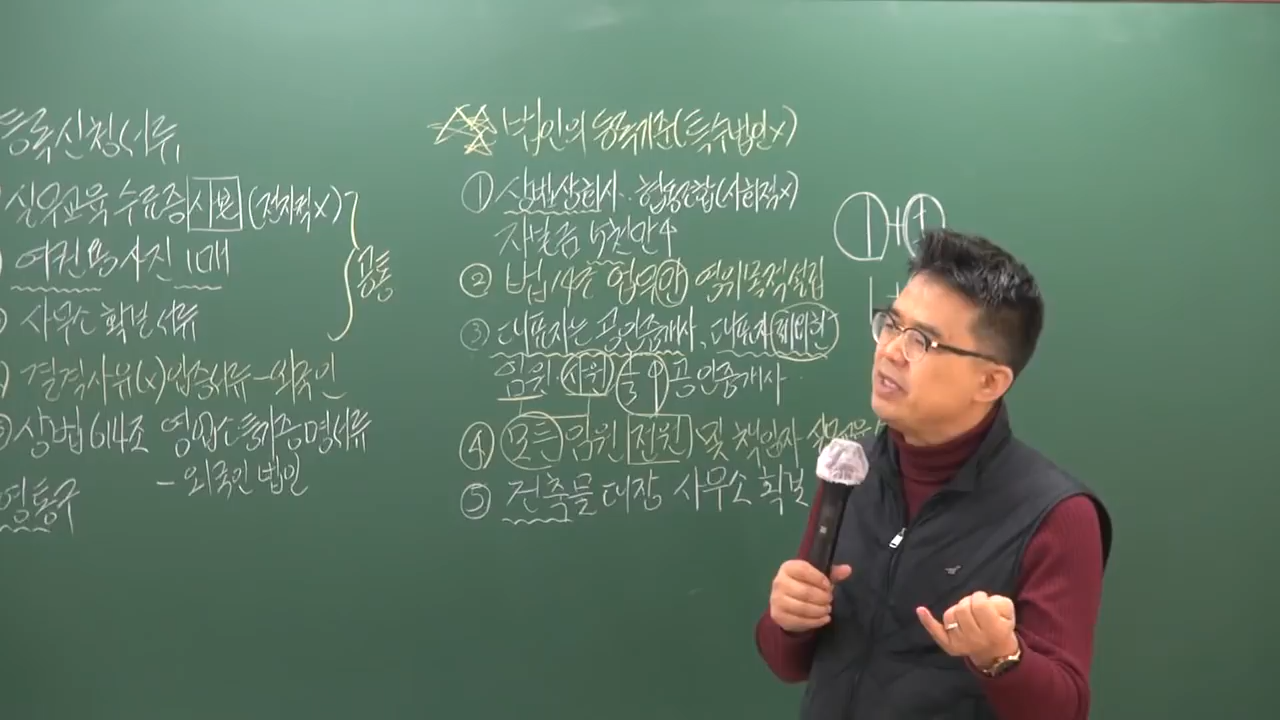 등록신청서류
실무교육 수료증 사본 (전자적X)
여권용사진 1매
사무소 확보 서류
공통
결격사유(X)입증서류 - 외국인
상법 614조 영업소 등기증명서류
- 외국인 법인
법인의 등록기준(특수법인X)
① 상법상회사·협동조합(사회적X)
자본금 5천만↑
② 법 14조 업무만 영위목적설립
③ 대표자는 공인중개사, 대표자제외한
임원·사원 1/3↑ 공인중개사
④ 모든 임원 전원 및 책임자
⑤ 건축물대장 사무소 확보
1+1